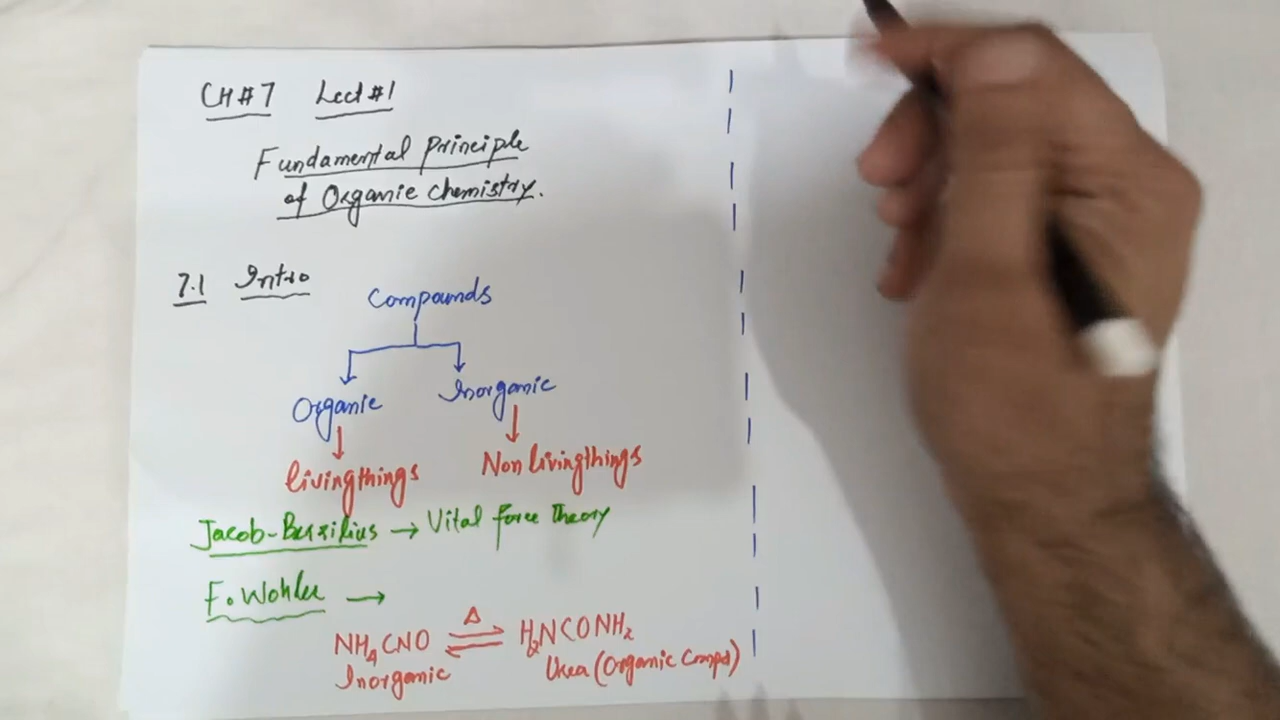 CH#7 Lect#1
Fundamental Principle
of Organic Chemistry.
7.1 Intro
Compounds
Organic Inorganic
livingthings Non livingthings
Jacob-Berzilius → Vital force Theory
F. Wohler →
NH₄CNO ⇌ Δ H₂NCONH₂
Inorganic Urea (Organic Compd)